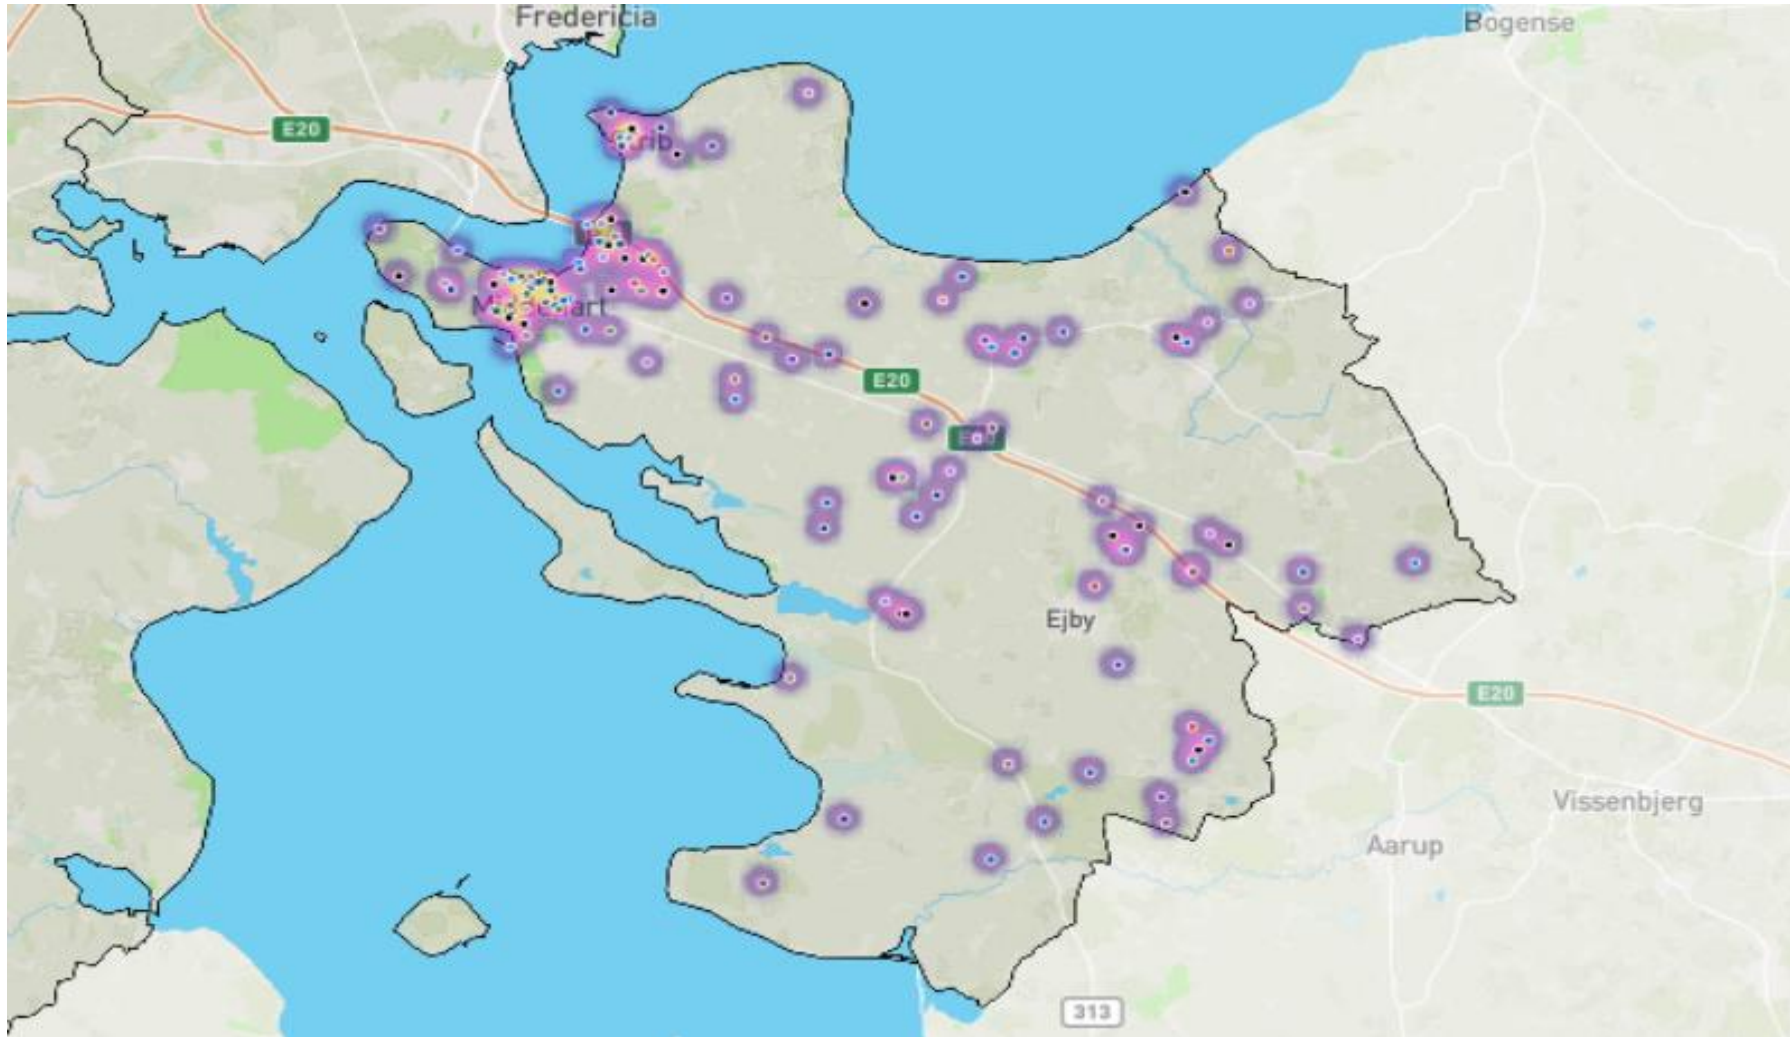 Fredericia
Bogense
E20
E20
Ejby
E20
Vissenbjerg
Aarup
313